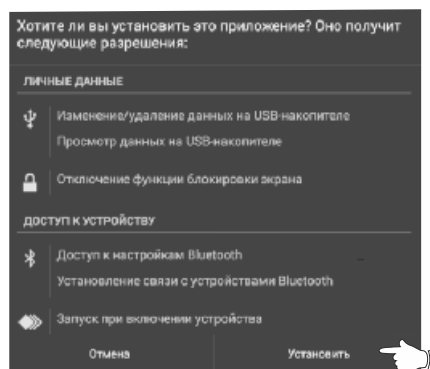 Хотите ли вы установить это приложение? Оно получит
следующие разрешения:
ЛИЧНЫЕ ДАННЫЕ
Изменение/удаление данных на USB-накопителе
Просмотр данных на USB-накопителе
Отключение функции блокировки экрана
ДОСТУП К УСТРОЙСТВУ
Доступ к настройкам Bluetooth
Установление связи с устройствами Bluetooth
Запуск при включении устройства
Отмена Установить